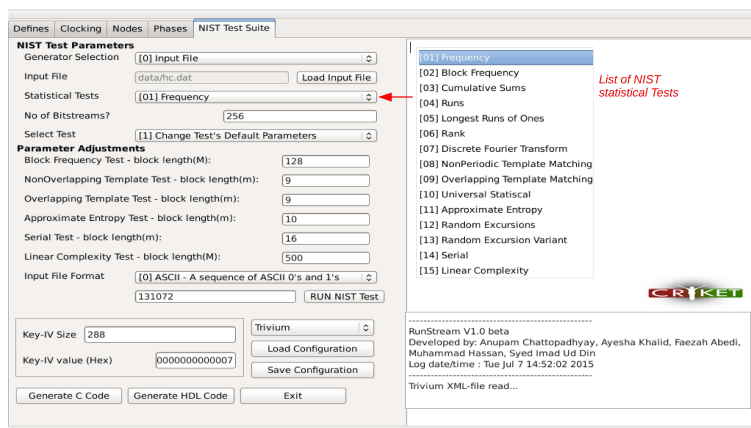 Defines Clocking Nodes Phases NIST Test Suite
NIST Test Parameters
Generator Selection [0] Input File
Input File data/hc.dat Load Input File
Statistical Tests [01] Frequency
No of Bitstreams? 256
Select Test [1] Change Test's Default Parameters
Parameter Adjustments
Block Frequency Test - block length(M): 128
NonOverlapping Template Test - block length(m): 9
Overlapping Template Test - block length(m): 9
Approximate Entropy Test - block length(m): 10
Serial Test - block length(m): 16
Linear Complexity Test - block length(M): 500
Input File Format [0] ASCII - A sequence of ASCII 0's and 1's
131072 RUN NIST Test
Key-IV Size 288
Key-IV value (Hex) 0000000000007
Trivium
Load Configuration
Save Configuration
Generate C Code Generate HDL Code Exit
[01] Frequency
[02] Block Frequency
[03] Cumulative Sums
[04] Runs
[05] Longest Runs of Ones
[06] Rank
[07] Discrete Fourier Transform
[08] NonPeriodic Template Matching
[09] Overlapping Template Matching
[10] Universal Statiscal
[11] Approximate Entropy
[12] Random Excursions
[13] Random Excursion Variant
[14] Serial
[15] Linear Complexity
List of NIST
statistical Tests
CRYKET
----------------------------------------------------
RunStream V1.0 beta
Developed by: Anupam Chattopadhyay, Ayesha Khalid, Faezah Abedi,
Muhammad Hassan, Syed Imad Ud Din
Log date/time : Tue Jul 7 14:52:02 2015
----------------------------------------------------
Trivium XML-file read...